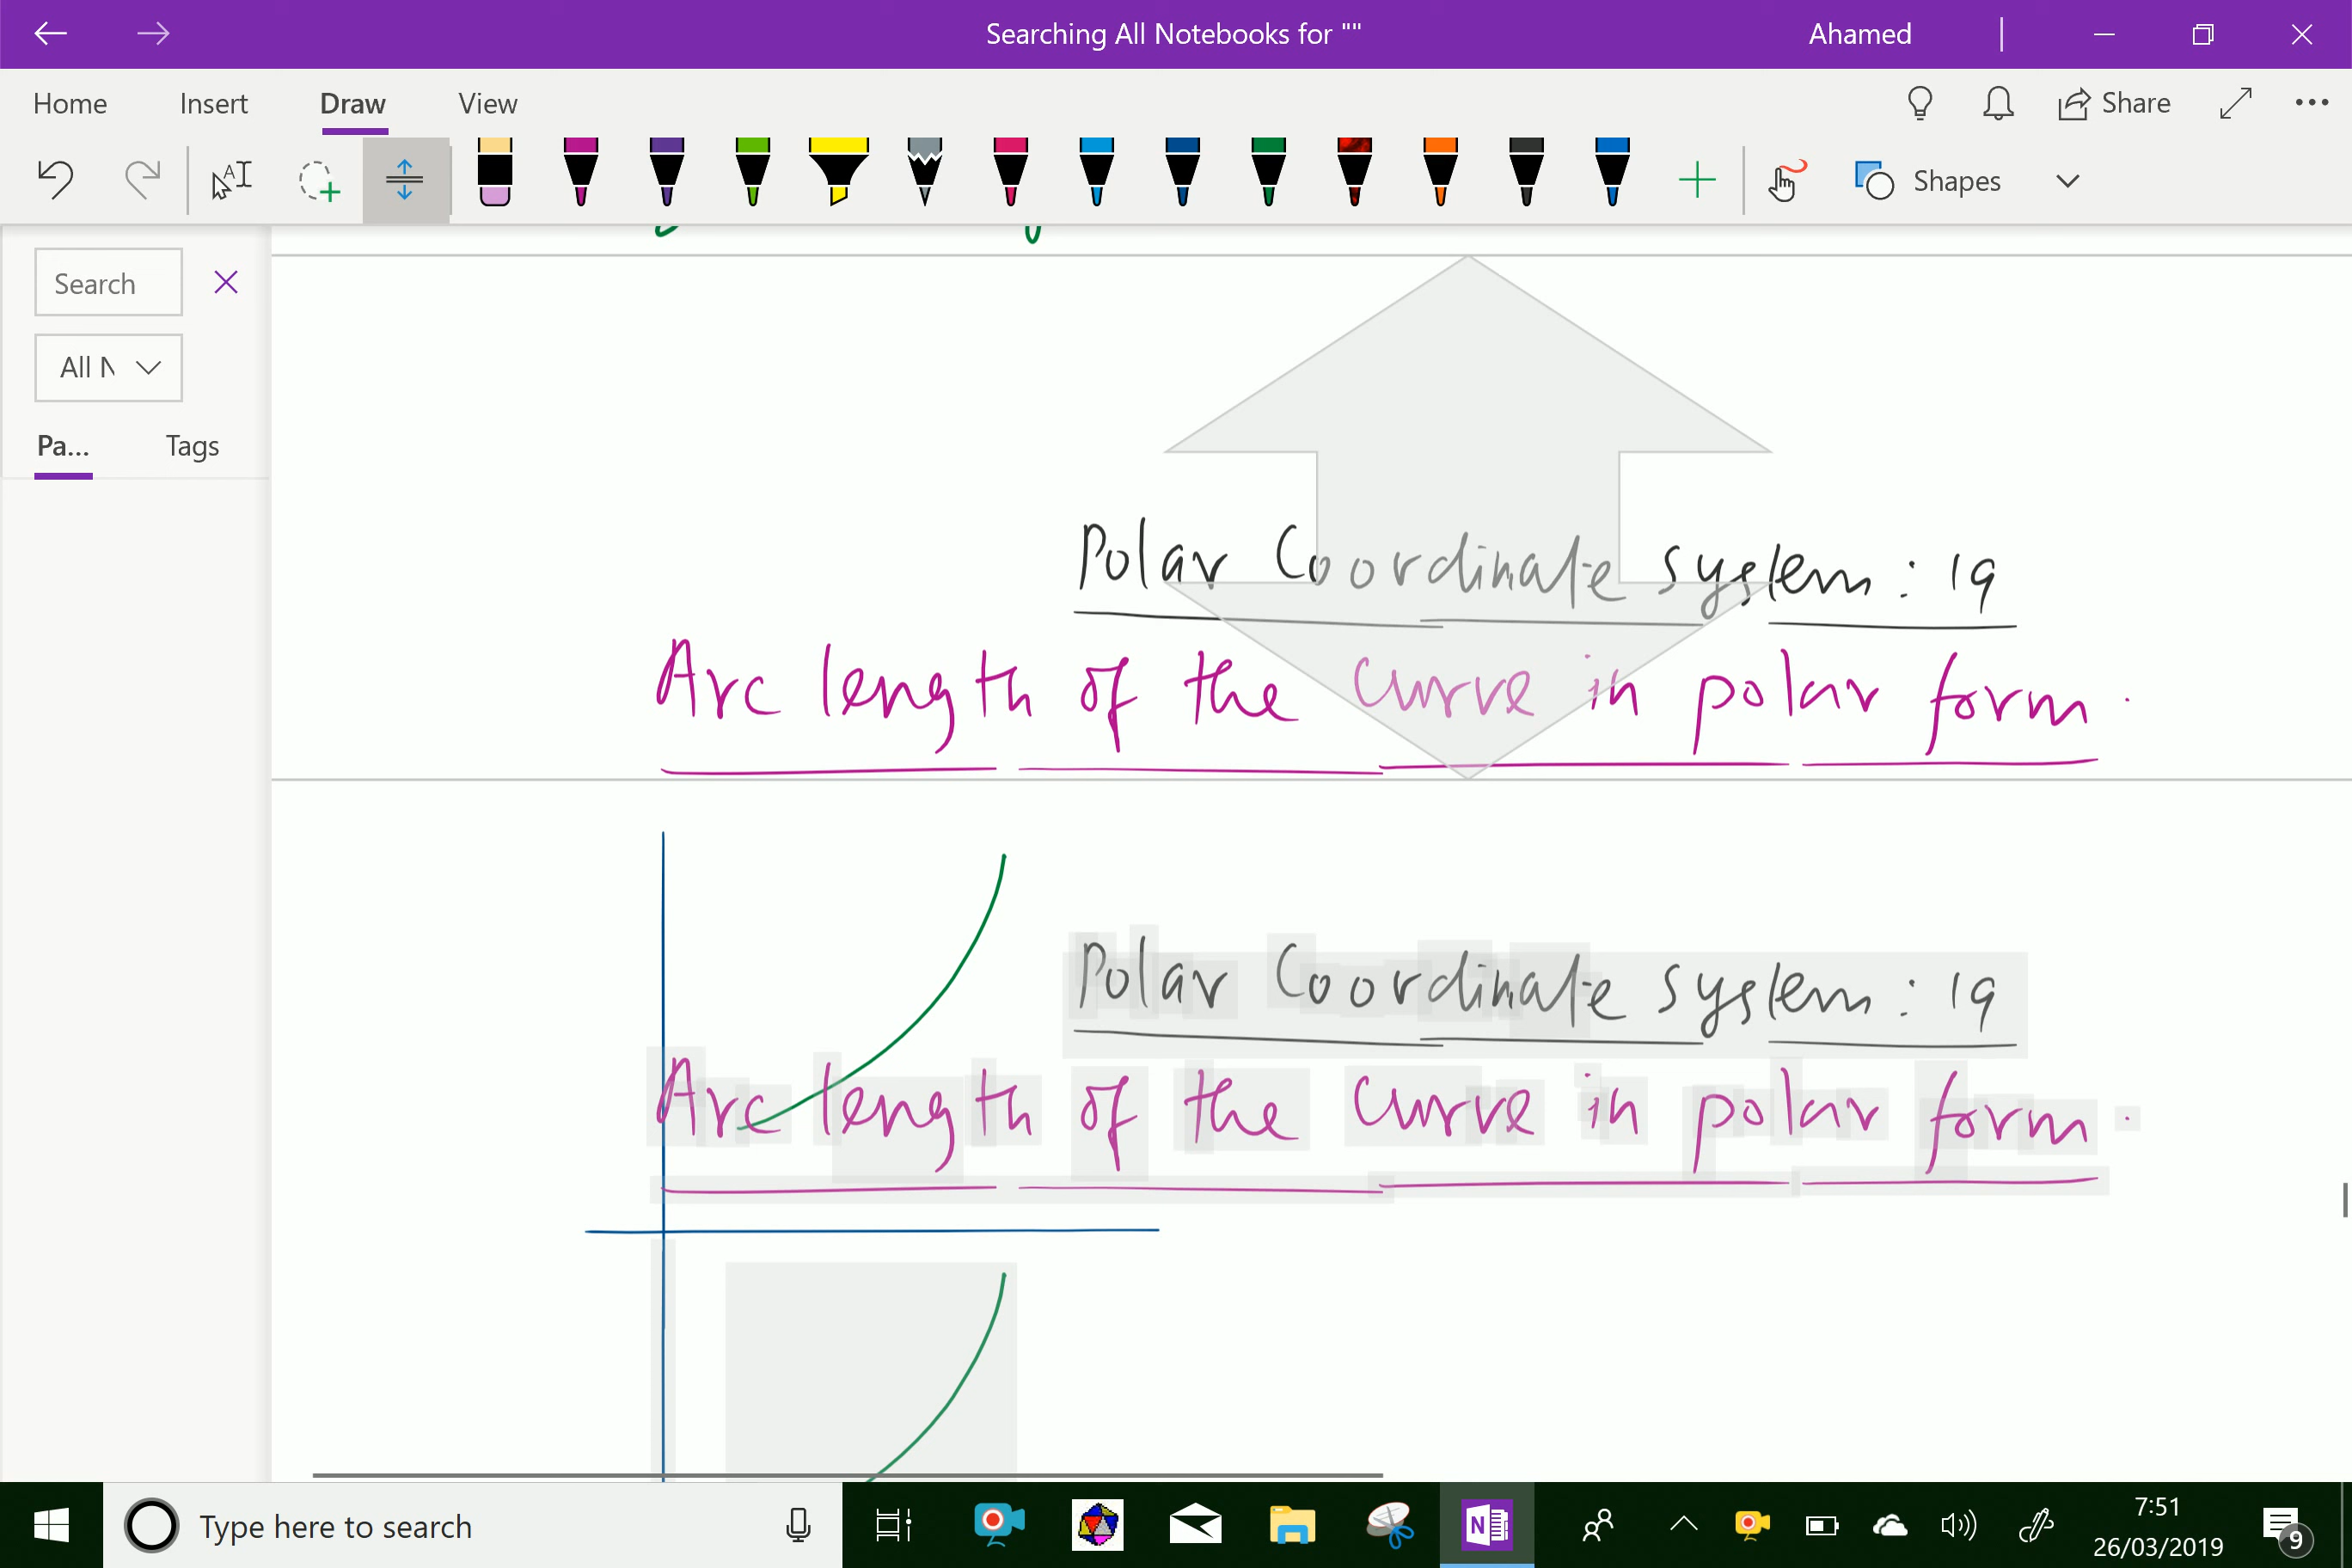 Searching All Notebooks for ""
Ahamed
Home Insert Draw View
Share
Shapes
Search
All N
Pa... Tags
Polar Coordinate system : 19
Arc length of the curve in polar form .
Polar Coordinate system : 19
Arc length of the curve in polar form .
Type here to search
7:51
26/03/2019
9